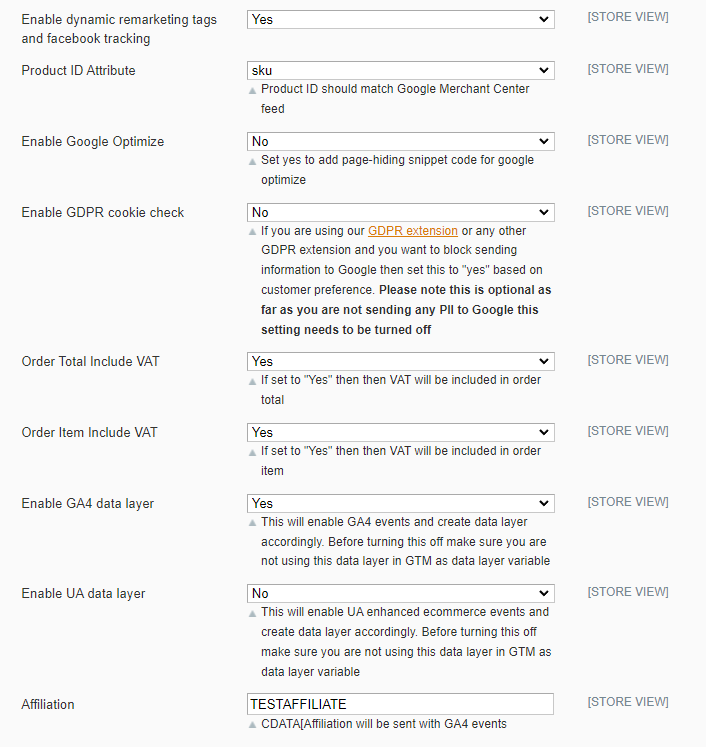 Enable dynamic remarketing tags Yes [STORE VIEW]
and facebook tracking
Product ID Attribute sku [STORE VIEW]
Product ID should match Google Merchant Center
feed
Enable Google Optimize No [STORE VIEW]
Set yes to add page-hiding snippet code for google
optimize
Enable GDPR cookie check No [STORE VIEW]
If you are using our GDPR extension or any other
GDPR extension and you want to block sending
information to Google then set this to "yes" based on
customer preference. Please note this is optional as
far as you are not sending any PII to Google this
setting needs to be turned off
Order Total Include VAT Yes [STORE VIEW]
If set to "Yes" then then VAT will be included in order
total
Order Item Include VAT Yes [STORE VIEW]
If set to "Yes" then then VAT will be included in order
item
Enable GA4 data layer Yes [STORE VIEW]
This will enable GA4 events and create data layer
accordingly. Before turning this off make sure you are
not using this data layer in GTM as data layer variable
Enable UA data layer No [STORE VIEW]
This will enable UA enhanced ecommerce events and
create data layer accordingly. Before turning this off
make sure you are not using this data layer in GTM as
data layer variable
Affiliation TESTAFFILIATE [STORE VIEW]
CDATA[Affiliation will be sent with GA4 events